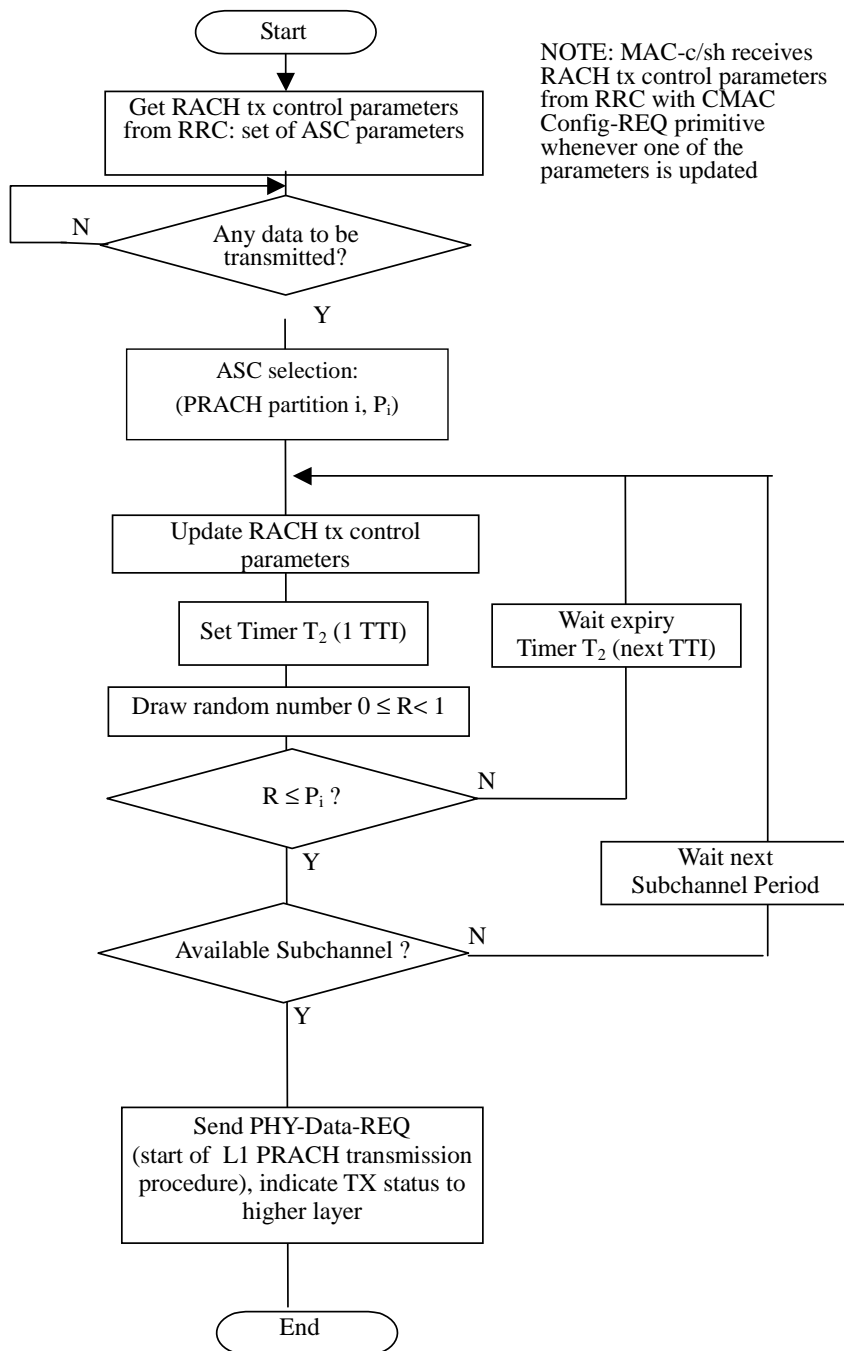 Start
NOTE: MAC-c/sh receives
RACH tx control parameters
from RRC with CMAC
Config-REQ primitive
whenever one of the
parameters is updated
Get RACH tx control parameters
from RRC: set of ASC parameters
N
Any data to be
transmitted?
Y
ASC selection:
(PRACH partition i, Pi)
Update RACH tx control
parameters
Set Timer T2 (1 TTI)
Wait expiry
Timer T2 (next TTI)
Draw random number 0 ≤ R< 1
R ≤ Pi ?
N
Y
Wait next
Subchannel Period
Available Subchannel ?
N
Y
Send PHY-Data-REQ
(start of L1 PRACH transmission
procedure), indicate TX status to
higher layer
End